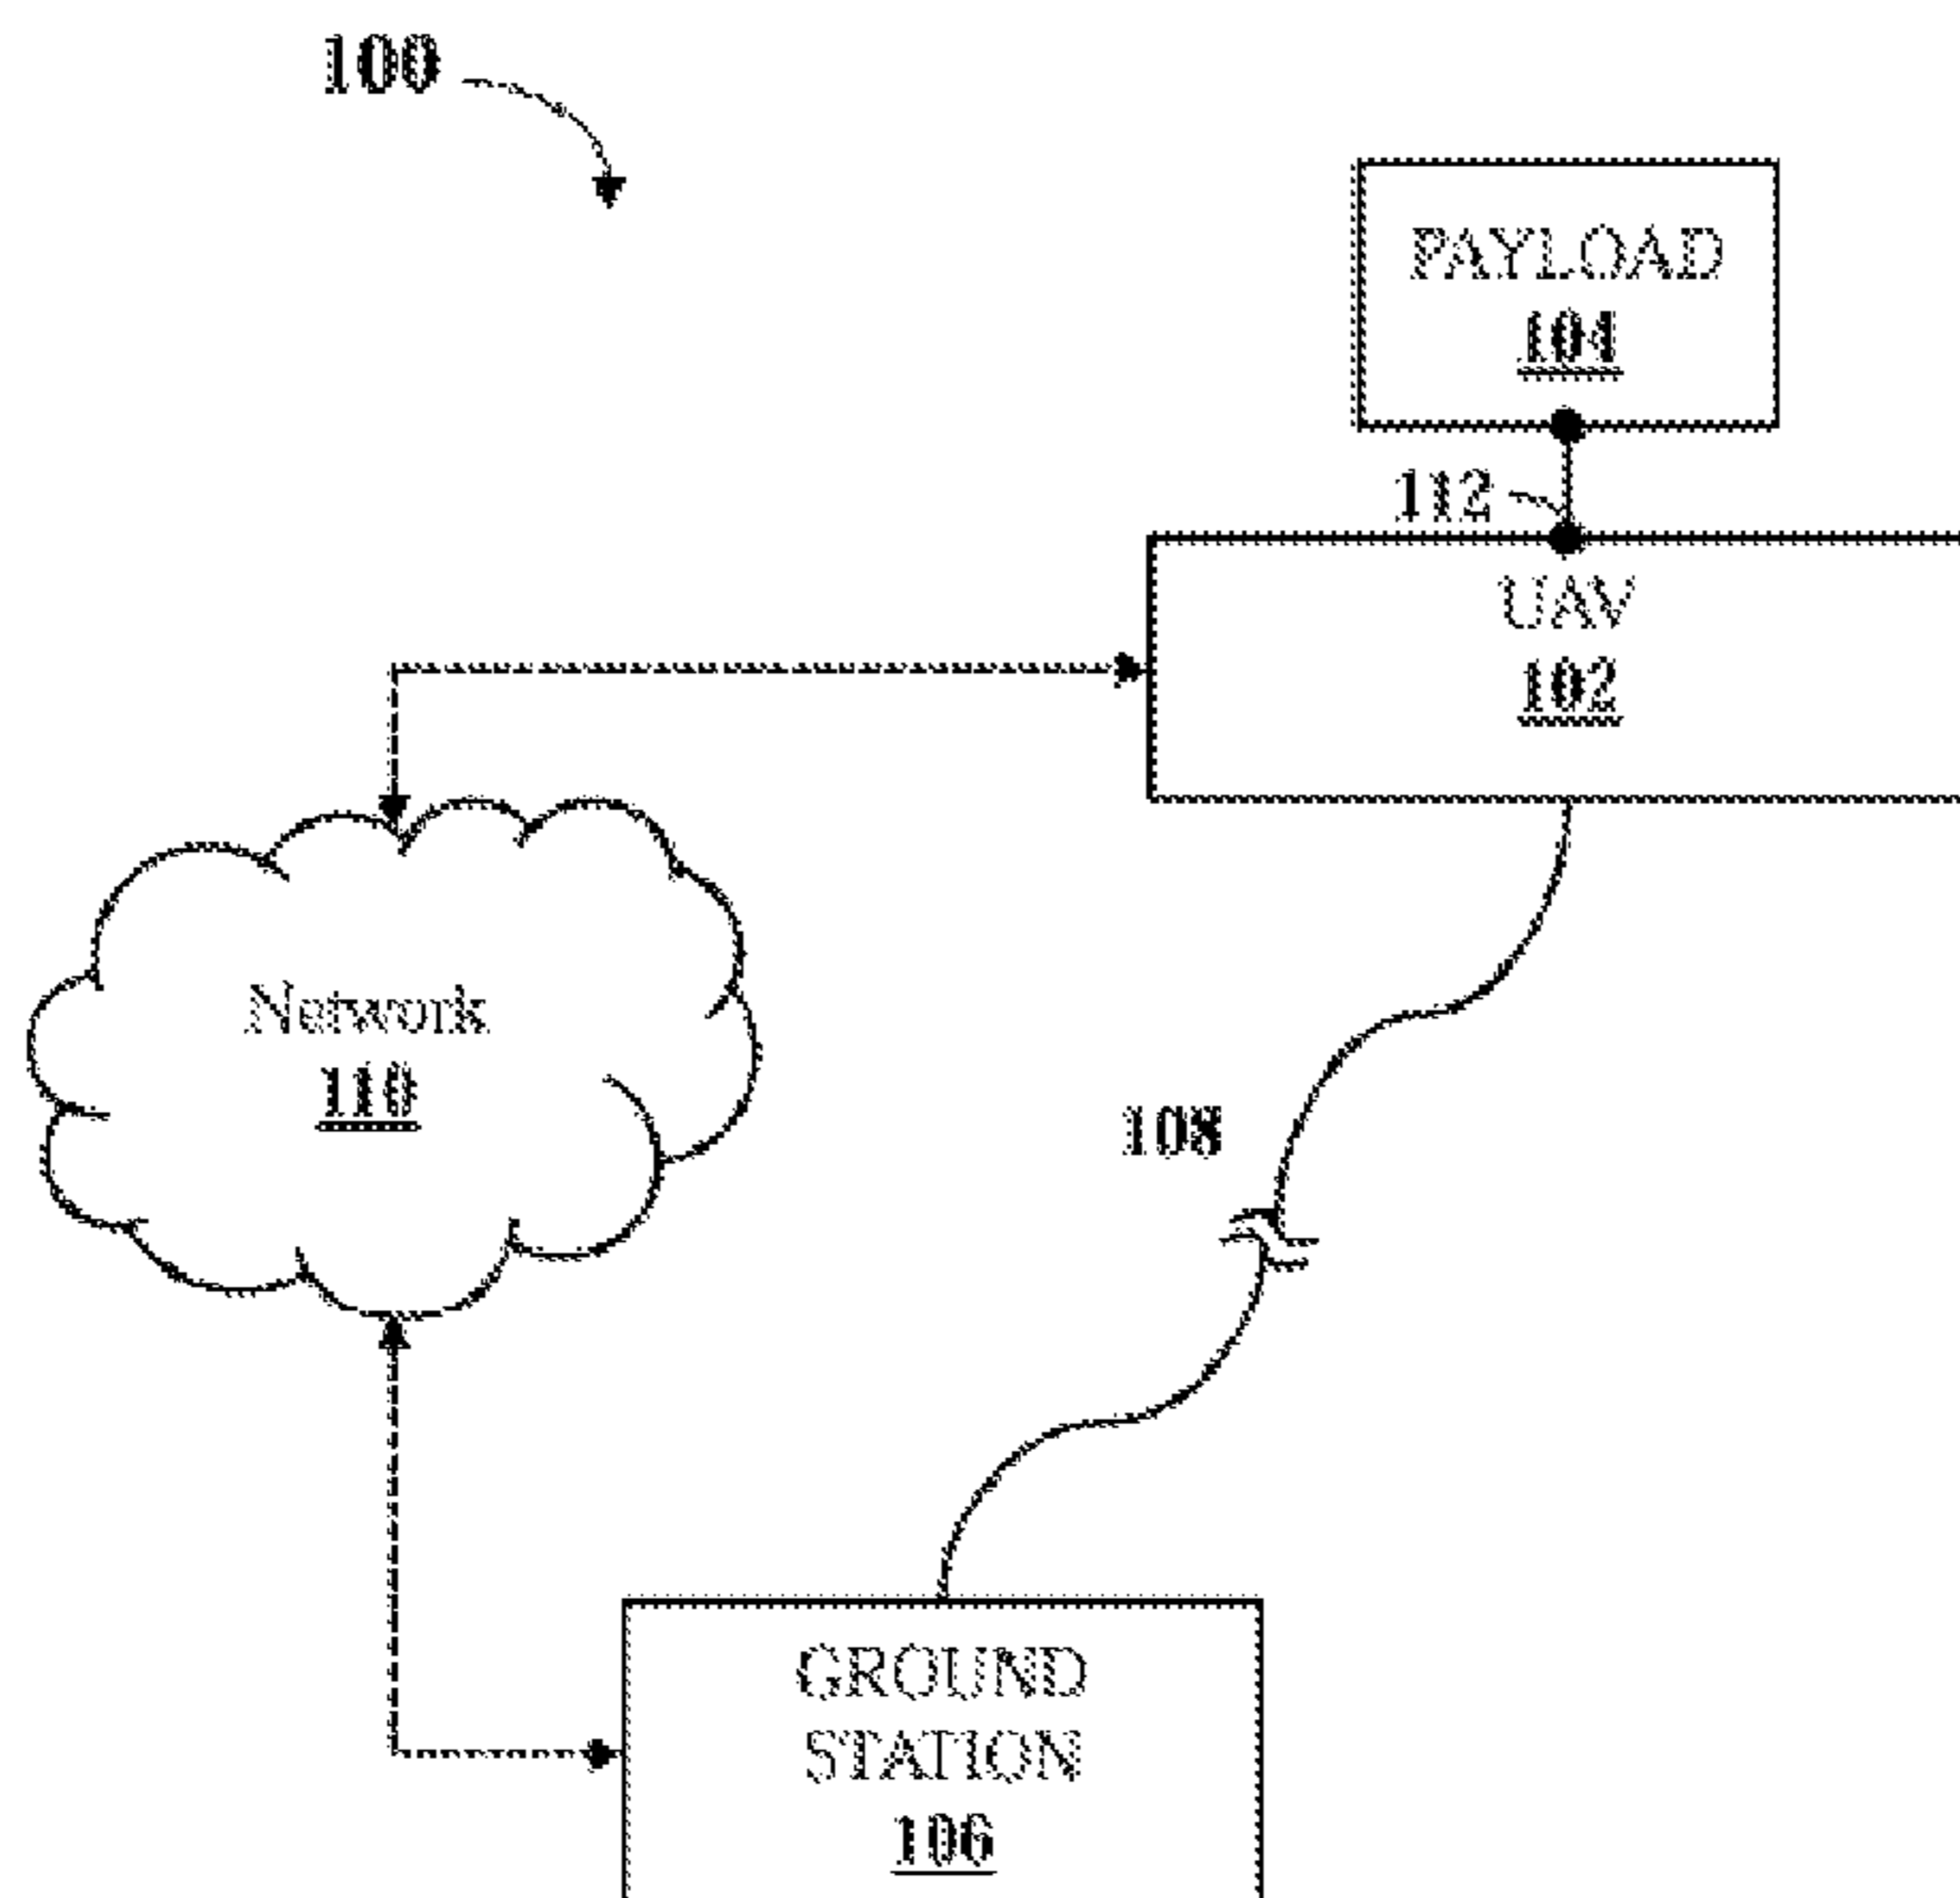 100
PAYLOAD
104
112
UAV
102
Network
110
108
GROUND
STATION
106